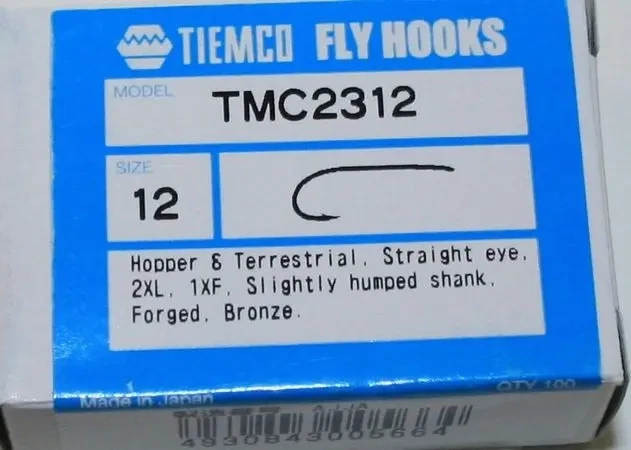 TIEMCO FLY HOOKS
MODEL
TMC2312
SIZE
12
Hopper & Terrestrial. Straight eye.
2XL. 1XF. Slightly humped shank.
Forged. Bronze.
Made in Japan
QTY 100
4930843005664